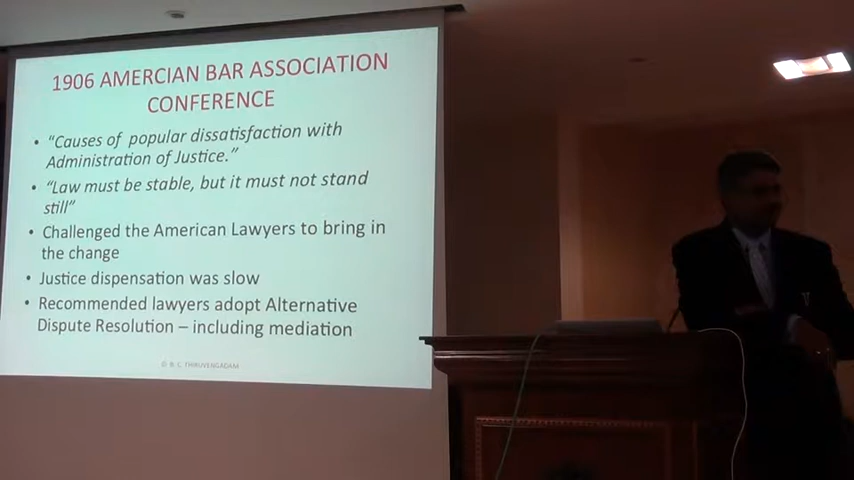 1906 AMERCIAN BAR ASSOCIATION
CONFERENCE
• “Causes of popular dissatisfaction with
Administration of Justice.”
• “Law must be stable, but it must not stand
still”
• Challenged the American Lawyers to bring in
the change
• Justice dispensation was slow
• Recommended lawyers adopt Alternative
Dispute Resolution – including mediation
© B. C. THIRUVENGADAM